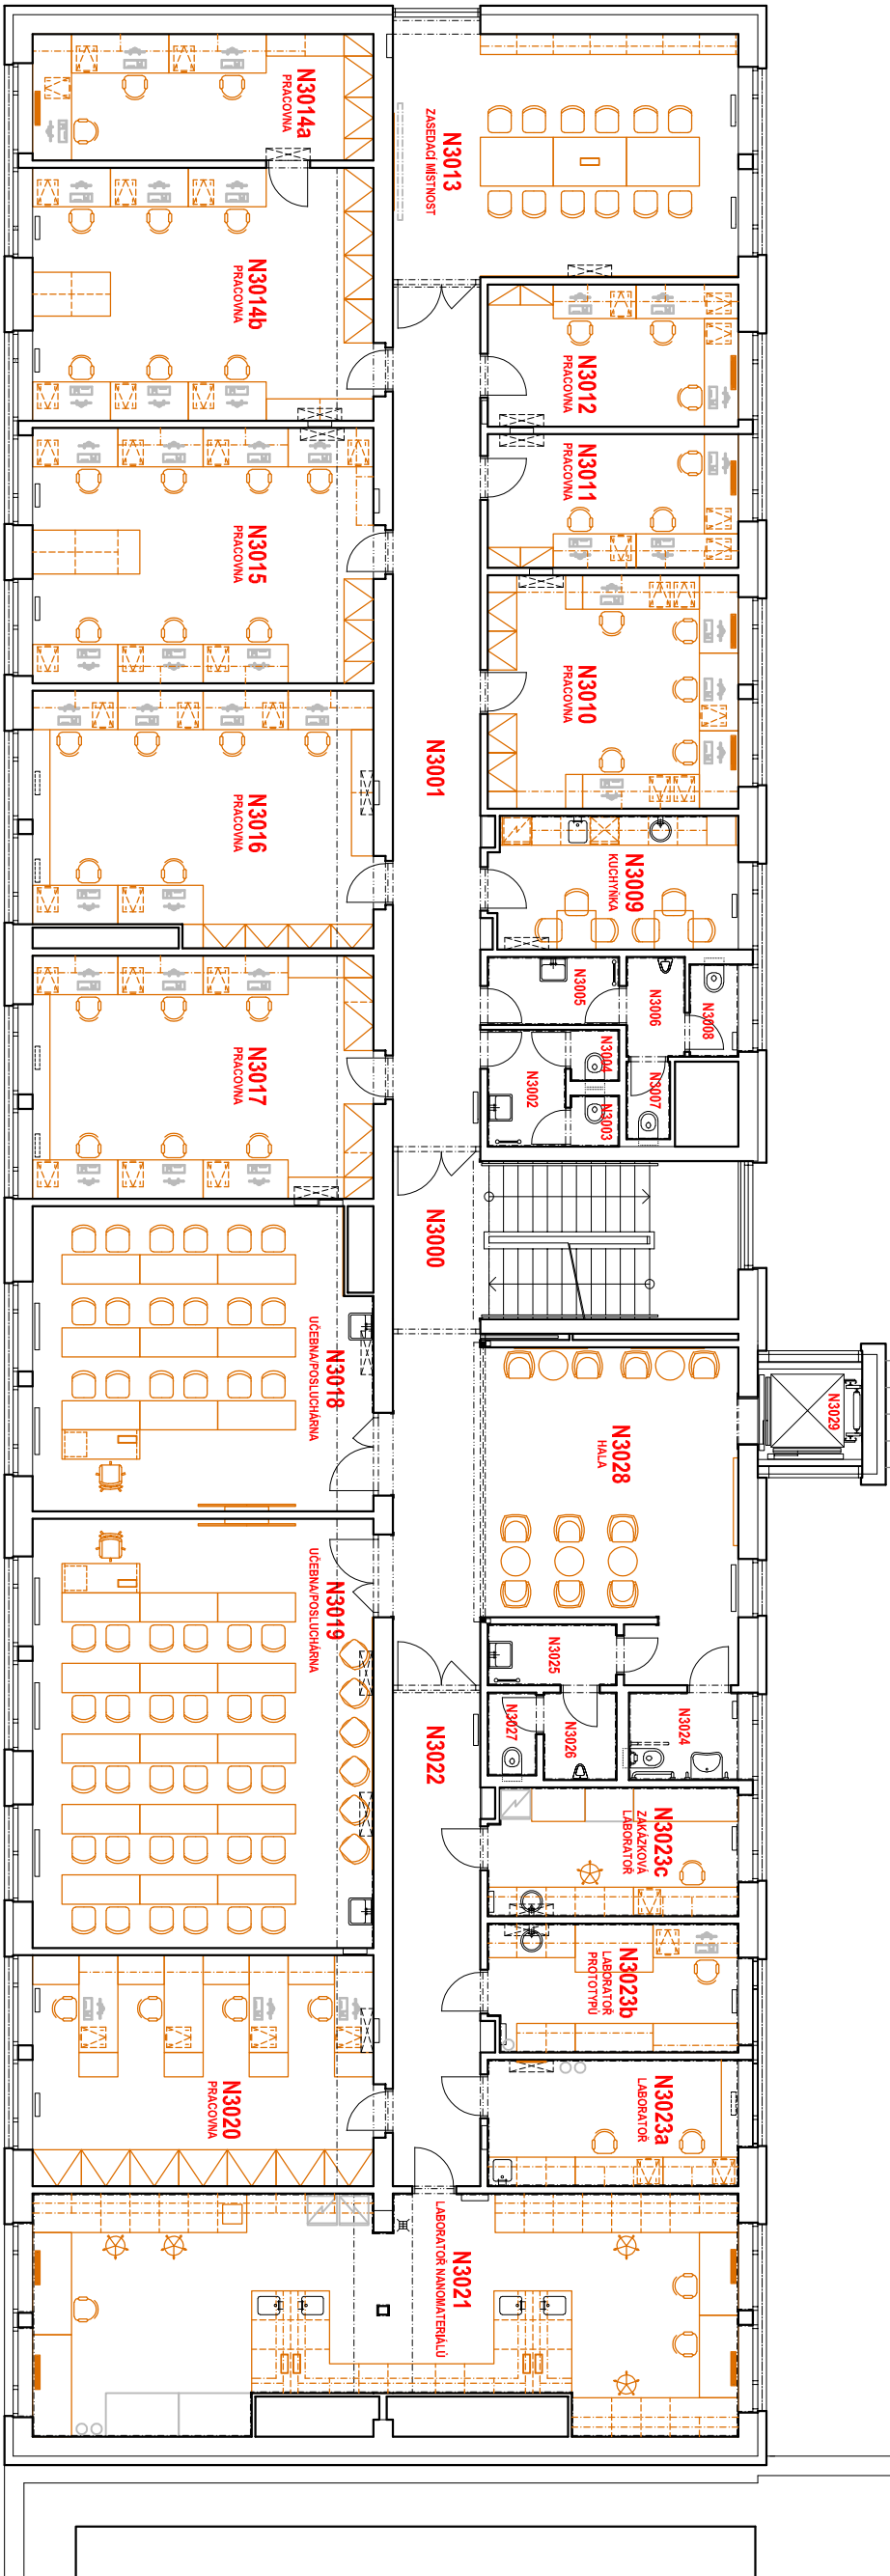 N3014a
PRACOVNA
N3013
ZASEDACÍ MÍSTNOST
N3014b
PRACOVNA
N3012
PRACOVNA
N3011
PRACOVNA
N3015
PRACOVNA
N3010
PRACOVNA
N3001
N3016
PRACOVNA
N3009
KUCHYŇKA
N3005
N3006
N3008
N3004
N3002
N3003
N3007
N3017
PRACOVNA
N3000
N3018
UČEBNA/POSLUCHÁRNA
N3028
HALA
N3029
N3019
UČEBNA/POSLUCHÁRNA
N3025
N3024
N3027
N3026
N3022
N3023c
ZAKÁZKOVÁ
LABORATOŘ
N3023b
LABORATOŘ
PROTOTYPŮ
N3023a
LABORATOŘ
N3020
PRACOVNA
N3021
LABORATOŘ NANOMATERIÁLŮ